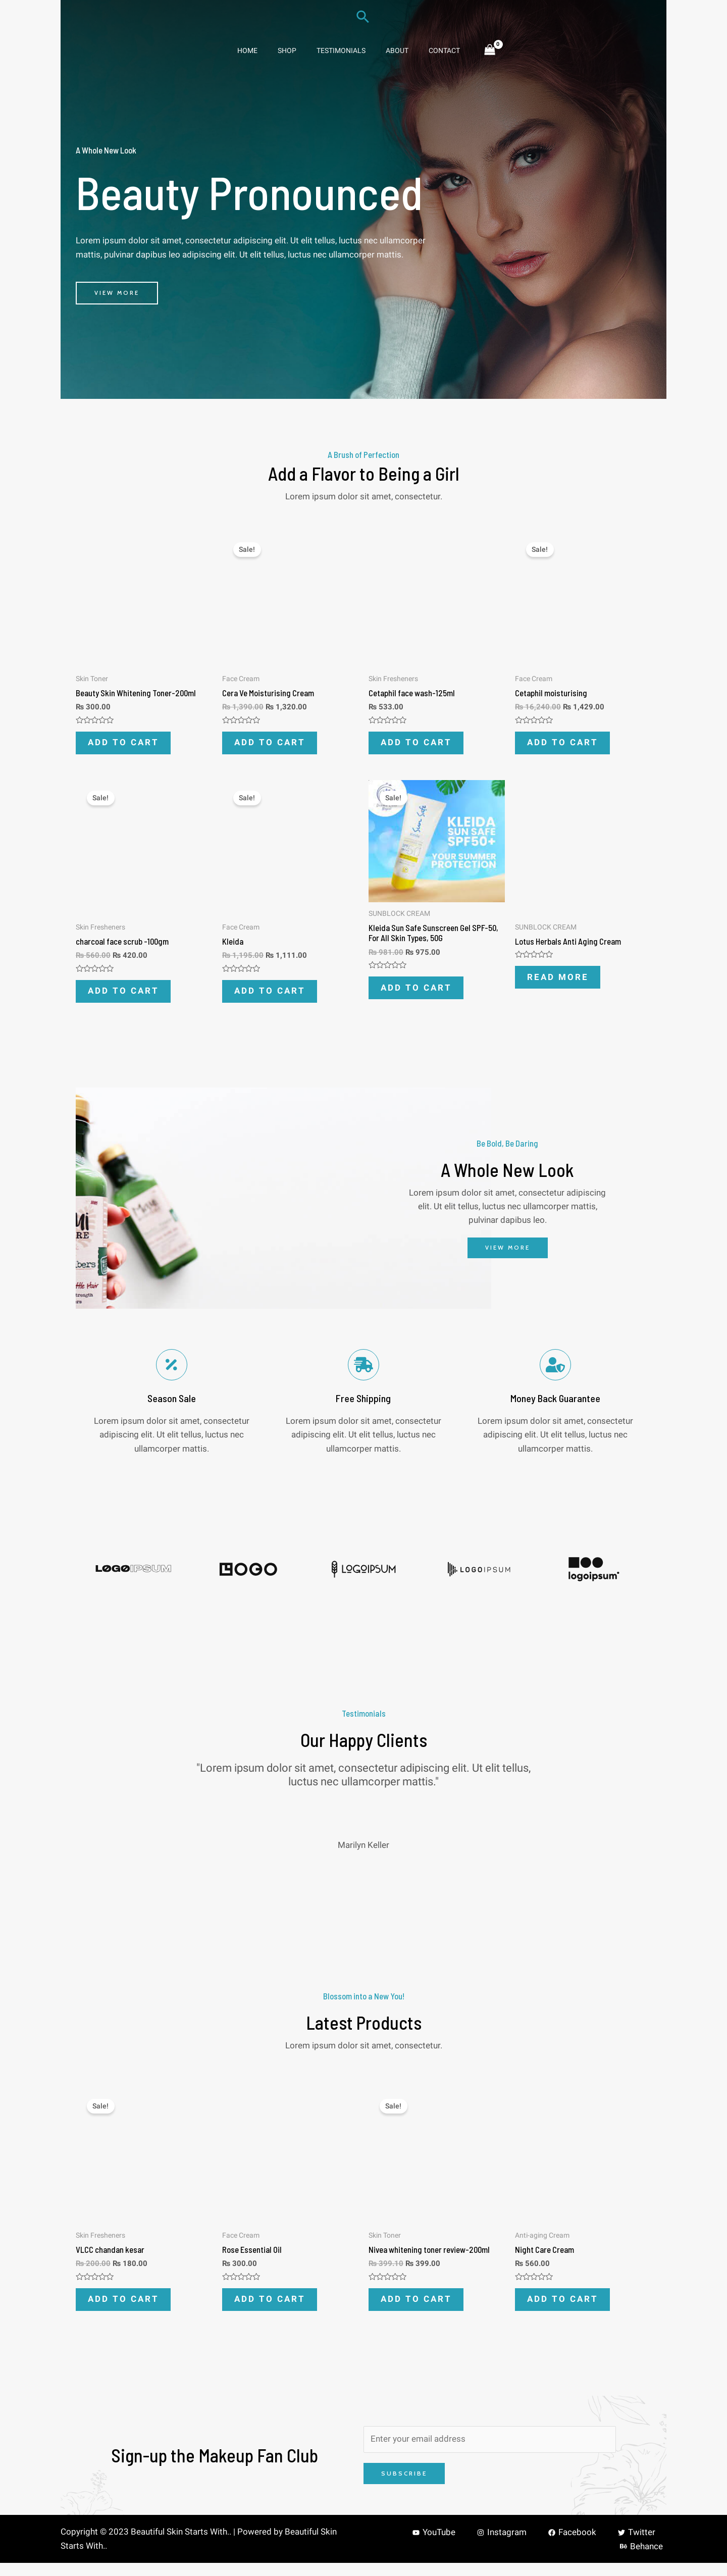 HOME
SHOP
TESTIMONIALS
ABOUT
CONTACT
0
A Whole New Look
Beauty Pronounced
Lorem ipsum dolor sit amet, consectetur adipiscing elit. Ut elit tellus, luctus nec ullamcorper
mattis, pulvinar dapibus leo adipiscing elit. Ut elit tellus, luctus nec ullamcorper mattis.
VIEW MORE
A Brush of Perfection
Add a Flavor to Being a Girl
Lorem ipsum dolor sit amet, consectetur.
Skin Toner
Beauty Skin Whitening Toner-200ml
₨ 300.00
ADD TO CART
Sale!
Face Cream
Cera Ve Moisturising Cream
₨ 1,390.00 ₨ 1,320.00
ADD TO CART
Skin Fresheners
Cetaphil face wash-125ml
₨ 533.00
ADD TO CART
Sale!
Face Cream
Cetaphil moisturising
₨ 16,240.00 ₨ 1,429.00
ADD TO CART
Sale!
Skin Fresheners
charcoal face scrub -100gm
₨ 560.00 ₨ 420.00
ADD TO CART
Sale!
Face Cream
Kleida
₨ 1,195.00 ₨ 1,111.00
ADD TO CART
Sale!
Sun Safe
KLEIDA
SUN SAFE
SPF50+
YOUR SUMMER
PROTECTION
SUNBLOCK CREAM
Kleida Sun Safe Sunscreen Gel SPF-50,
For All Skin Types, 50G
₨ 981.00 ₨ 975.00
ADD TO CART
SUNBLOCK CREAM
Lotus Herbals Anti Aging Cream
READ MORE
Be Bold, Be Daring
A Whole New Look
Lorem ipsum dolor sit amet, consectetur adipiscing
elit. Ut elit tellus, luctus nec ullamcorper mattis,
pulvinar dapibus leo.
VIEW MORE
Season Sale
Lorem ipsum dolor sit amet, consectetur
adipiscing elit. Ut elit tellus, luctus nec
ullamcorper mattis.
Free Shipping
Lorem ipsum dolor sit amet, consectetur
adipiscing elit. Ut elit tellus, luctus nec
ullamcorper mattis.
Money Back Guarantee
Lorem ipsum dolor sit amet, consectetur
adipiscing elit. Ut elit tellus, luctus nec
ullamcorper mattis.
LOGOIPSUM
LOGO
LOGOIPSUM
LOGOIPSUM
logoipsum
Testimonials
Our Happy Clients
"Lorem ipsum dolor sit amet, consectetur adipiscing elit. Ut elit tellus,
luctus nec ullamcorper mattis."
Marilyn Keller
Blossom into a New You!
Latest Products
Lorem ipsum dolor sit amet, consectetur.
Sale!
Skin Fresheners
VLCC chandan kesar
₨ 200.00 ₨ 180.00
ADD TO CART
Face Cream
Rose Essential Oil
₨ 300.00
ADD TO CART
Sale!
Skin Toner
Nivea whitening toner review-200ml
₨ 399.10 ₨ 399.00
ADD TO CART
Anti-aging Cream
Night Care Cream
₨ 560.00
ADD TO CART
Sign-up the Makeup Fan Club
Enter your email address
SUBSCRIBE
Copyright © 2023 Beautiful Skin Starts With.. | Powered by Beautiful Skin
Starts With..
YouTube
Instagram
Facebook
Twitter
Behance